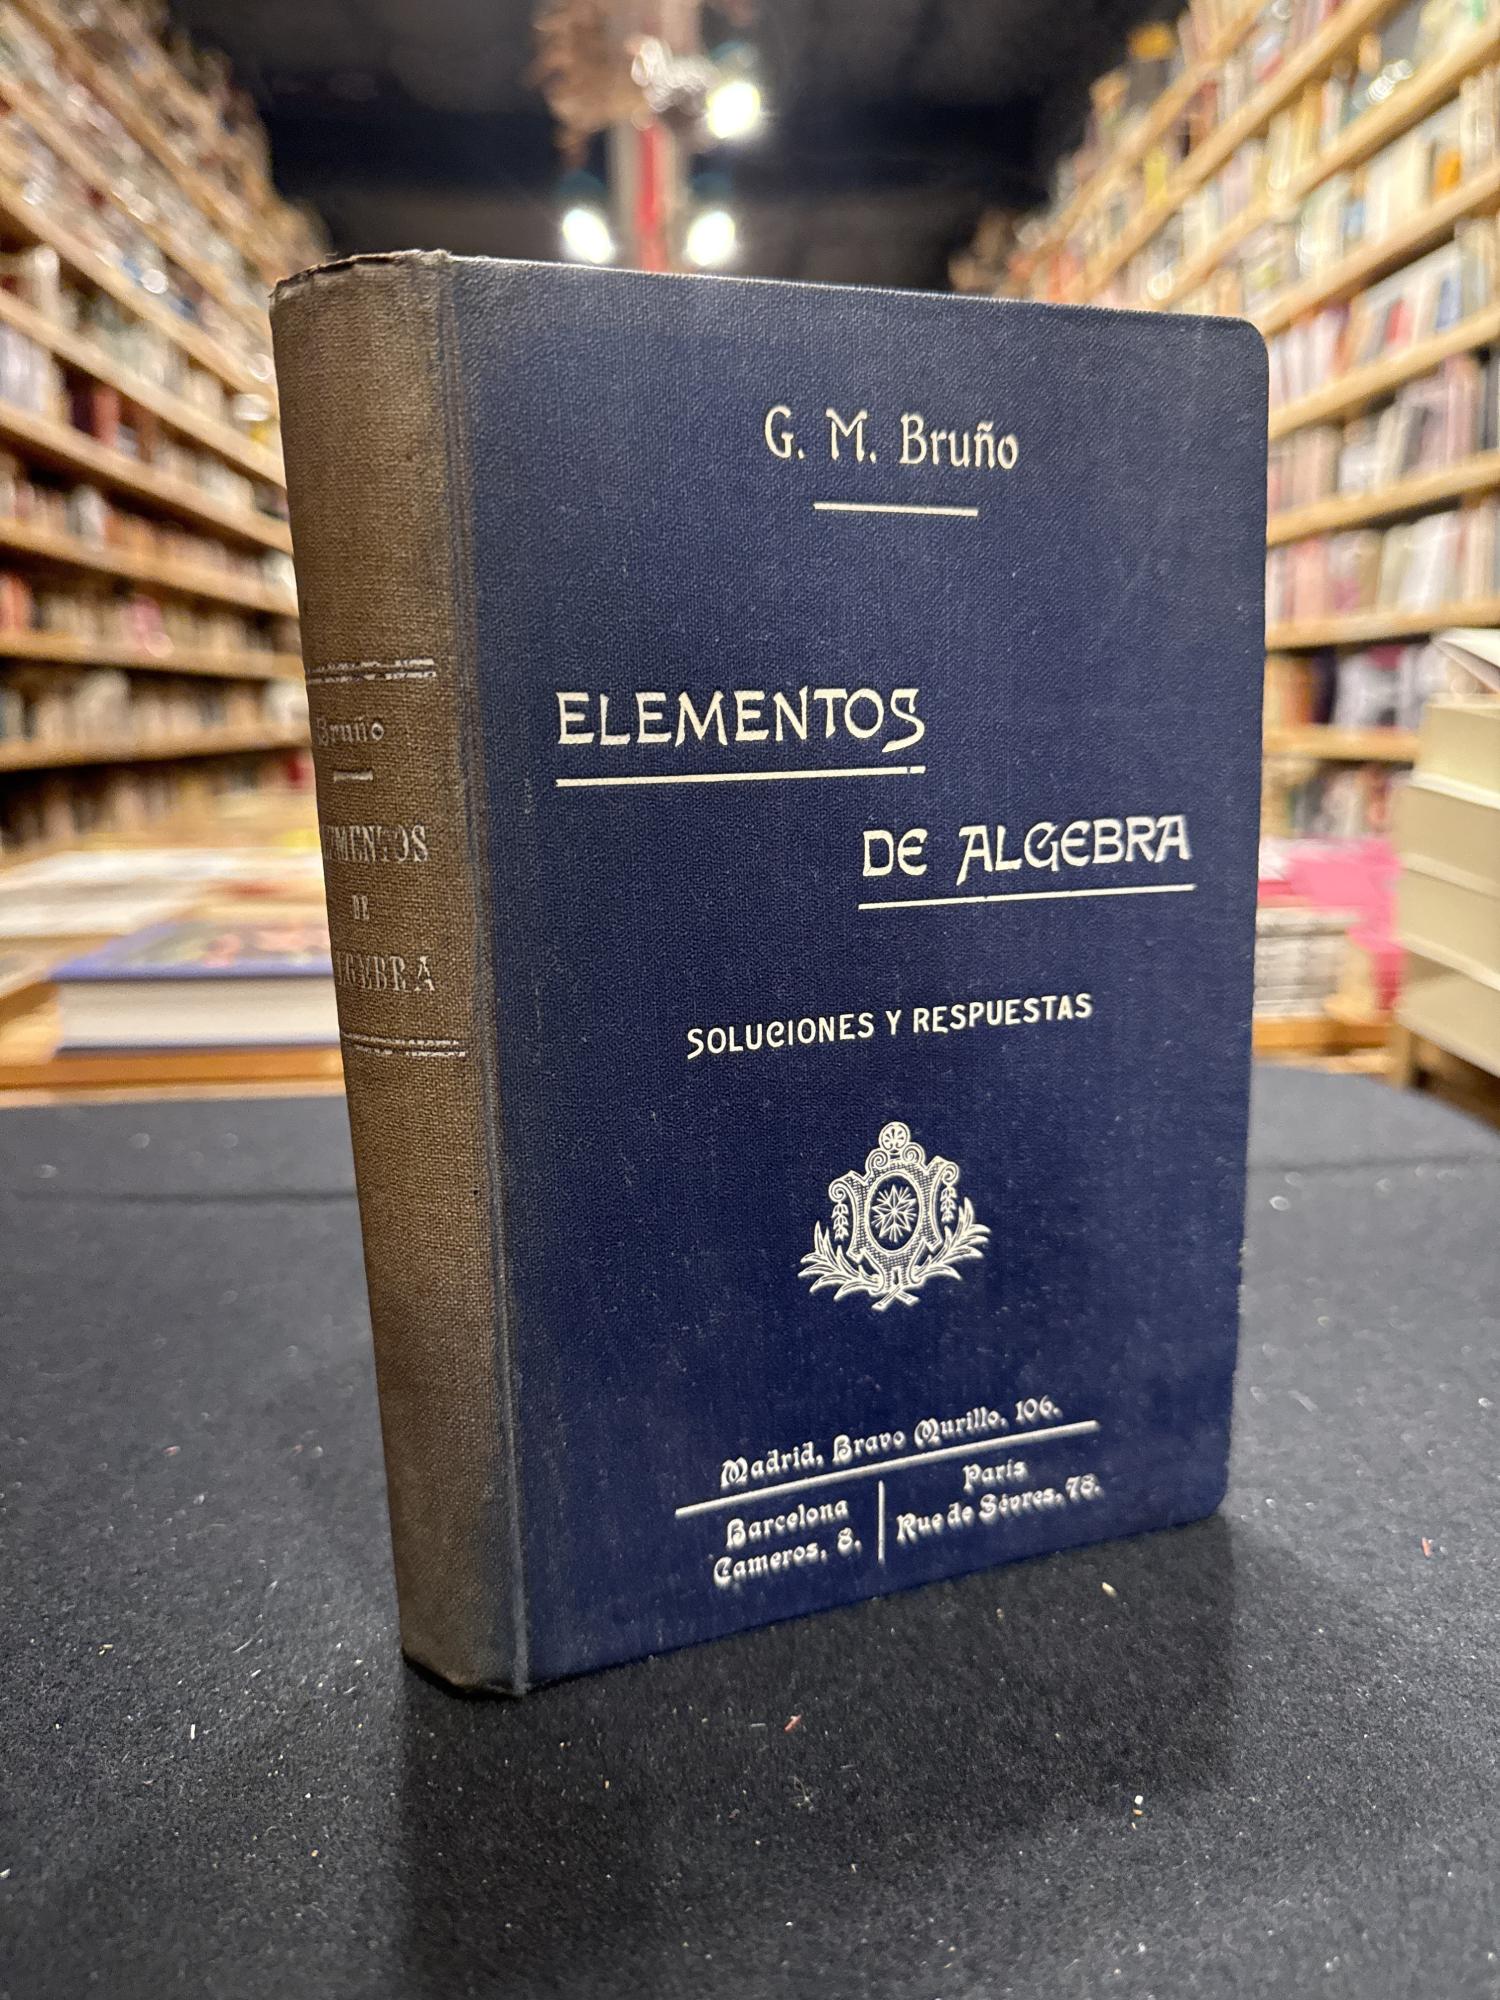 G. M. Bruño
ELEMENTOS
DE ALGEBRA
SOLUCIONES Y RESPUESTAS
Madrid, Bravo Murillo, 106.
Barcelona
Cameros, 8.
París
Rue de Sévres, 78.
Bruño
DE